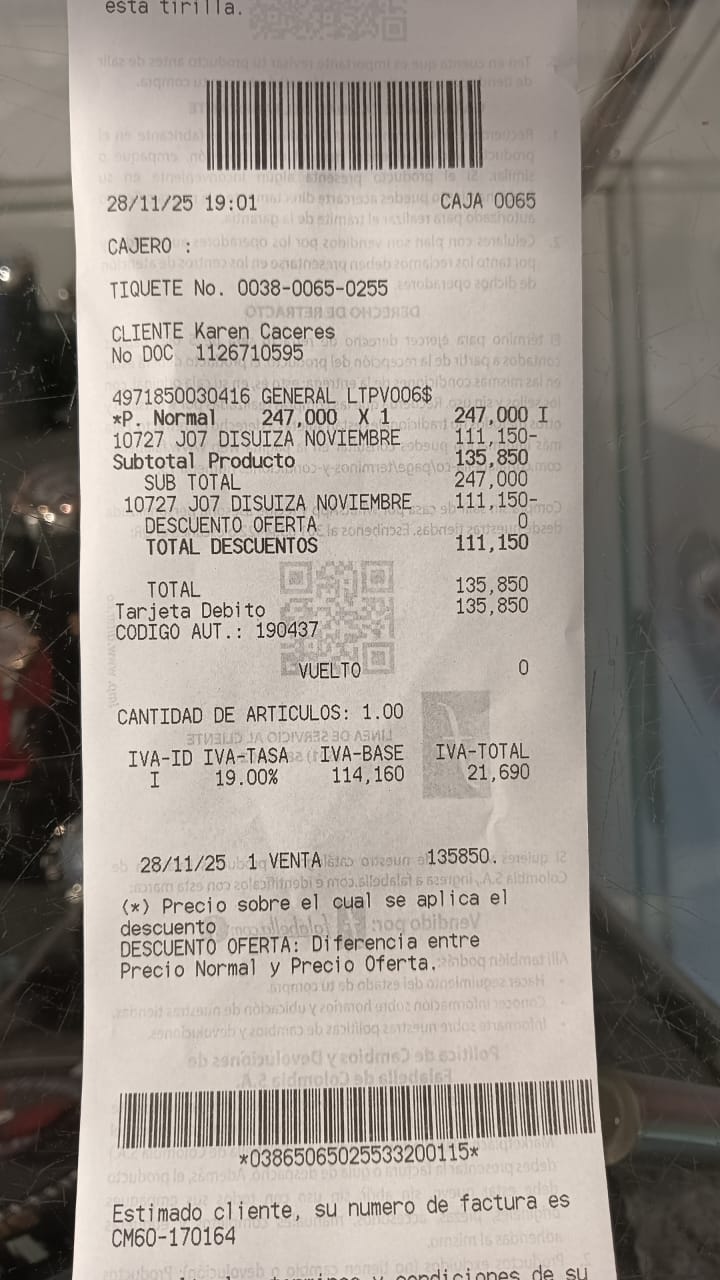 esta tirilla.
28/11/25 19:01 CAJA 0065
CAJERO :
TIQUETE No. 0038-0065-0255
CLIENTE Karen Caceres
No DOC 1126710595
4971850030416 GENERAL LTPV006$
*P. Normal 247,000 X 1 247,000 I
10727 J07 DISUIZA NOVIEMBRE 111,150-
Subtotal Producto 135,850
SUB TOTAL 247,000
10727 J07 DISUIZA NOVIEMBRE 111,150-
DESCUENTO OFERTA 0
TOTAL DESCUENTOS 111,150
TOTAL 135,850
Tarjeta Debito 135,850
CODIGO AUT.: 190437
VUELTO 0
CANTIDAD DE ARTICULOS: 1.00
IVA-ID IVA-TASA IVA-BASE IVA-TOTAL
I 19.00% 114,160 21,690
28/11/25 1 VENTA 135850.
(*) Precio sobre el cual se aplica el
descuento
DESCUENTO OFERTA: Diferencia entre
Precio Normal y Precio Oferta.
*03865065025533200115*
Estimado cliente, su numero de factura es
CM60-170164
condiciones de su